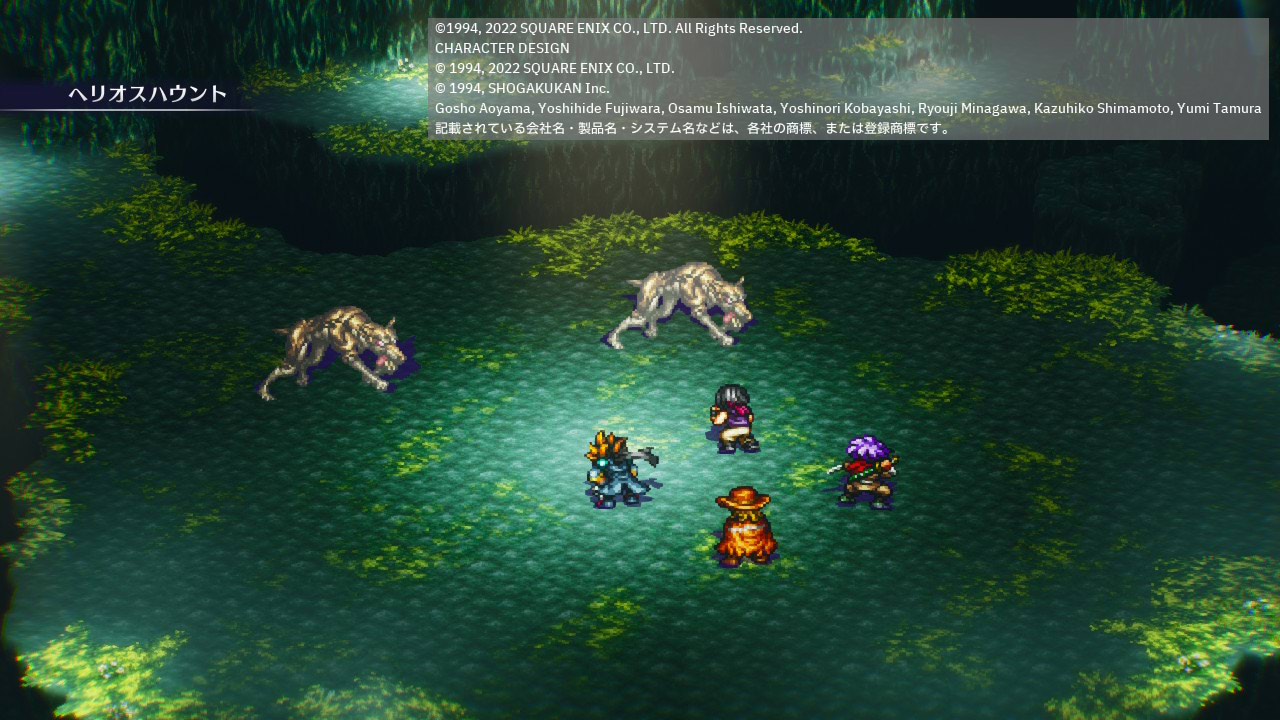 ©1994, 2022 SQUARE ENIX CO., LTD. All Rights Reserved.
CHARACTER DESIGN
© 1994, 2022 SQUARE ENIX CO., LTD.
© 1994, SHOGAKUKAN Inc.
Gosho Aoyama, Yoshihide Fujiwara, Osamu Ishiwata, Yoshinori Kobayashi, Ryouji Minagawa, Kazuhiko Shimamoto, Yumi Tamura
記載されている会社名・製品名・システム名などは、各社の商標、または登録商標です。
ヘリオスハウント